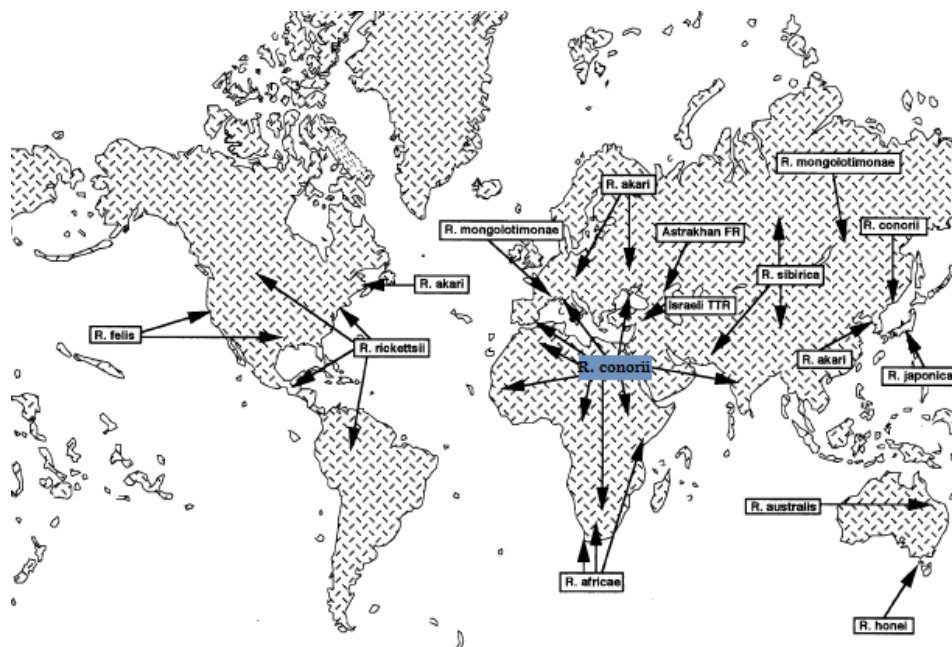 R. mongolotimonae
R. akari
R. mongolotimonae
Astrakhan FR
R. conorii
R. akari
R. sibirica
Israeli TTR
R. felis
R. rickettsii
R. akari
R. conorii
R. japonica
R. australis
R. africae
R. honei